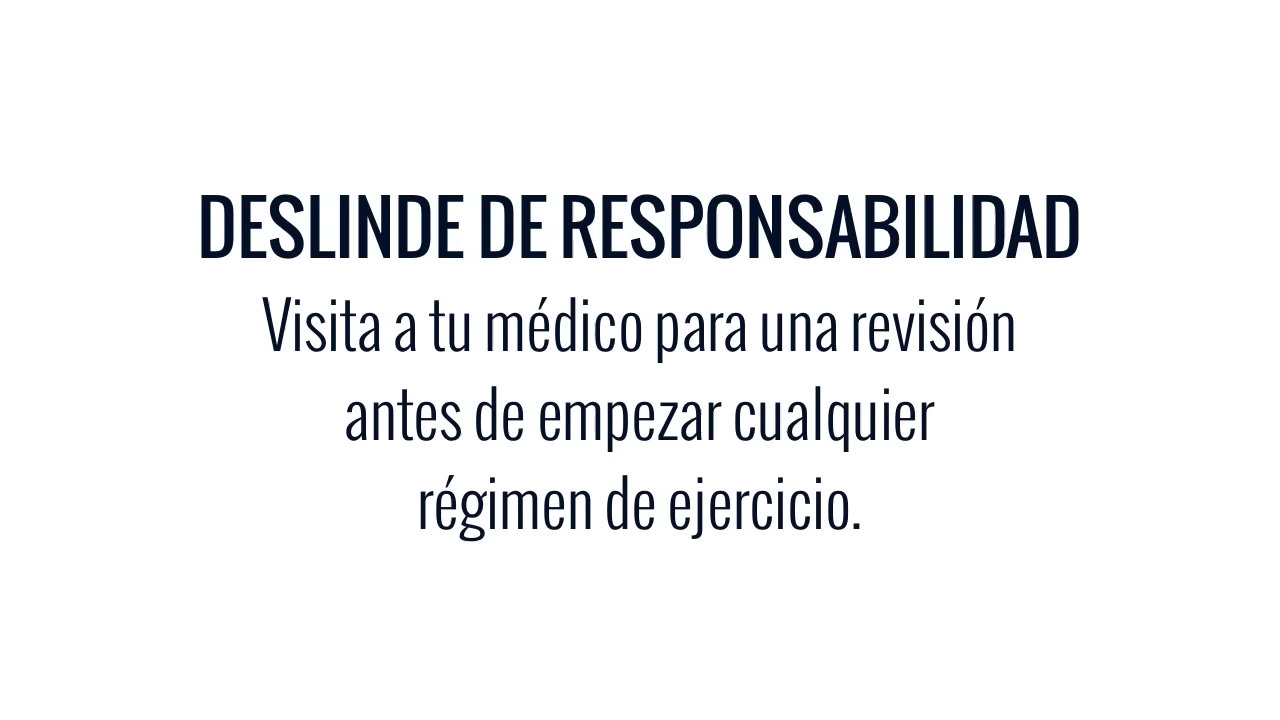 DESLINDE DE RESPONSABILIDAD
Visita a tu médico para una revisión
antes de empezar cualquier
régimen de ejercicio.